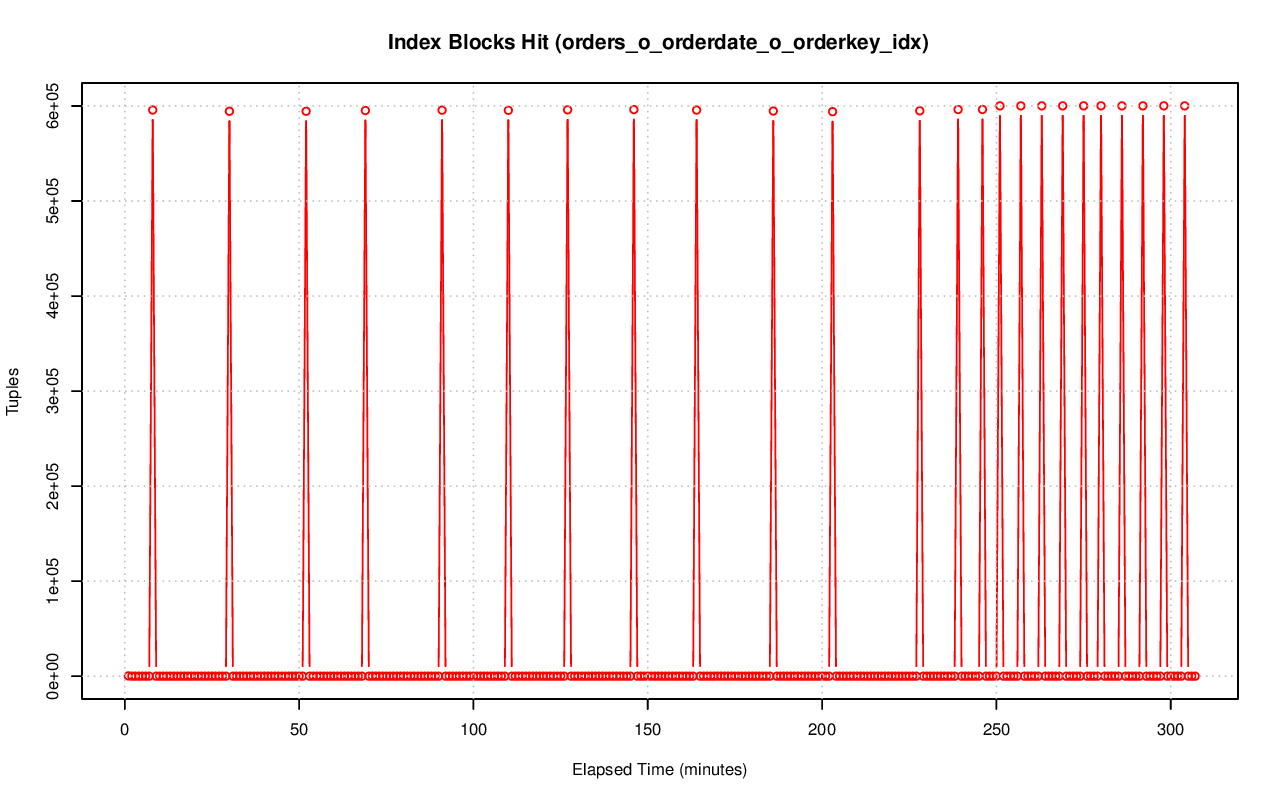 Index Blocks Hit (orders_o_orderdate_o_orderkey_idx)
Tuples
6e+05
5e+05
4e+05
3e+05
2e+05
1e+05
0e+00
0 50 100 150 200 250 300
Elapsed Time (minutes)